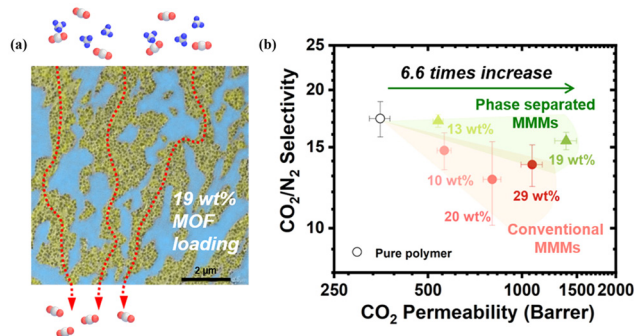 (a)
19 wt%
MOF
loading
2 μm
(b)
CO₂/N₂ Selectivity
25
20
15
10
6.6 times increase
Phase separated
MMMs
13 wt%
19 wt%
10 wt%
29 wt%
20 wt%
Conventional
MMMs
Pure polymer
250
500
1000
1500
2000
CO₂ Permeability (Barrer)